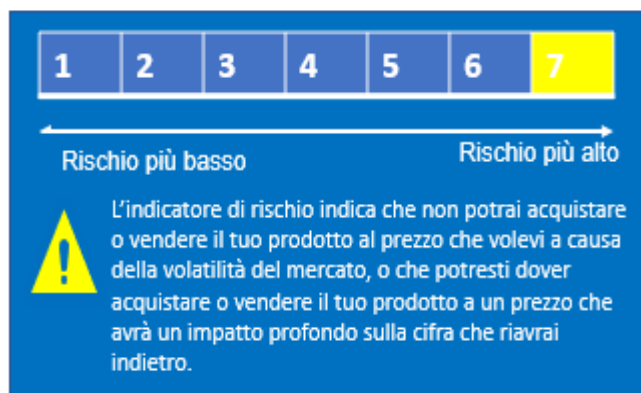 1 2 3 4 5 6 7
Rischio più basso
Rischio più alto
L'indicatore di rischio indica che non potrai acquistare
o vendere il tuo prodotto al prezzo che volevi a causa
della volatilità del mercato, o che potresti dover
acquistare o vendere il tuo prodotto a un prezzo che
avrà un impatto profondo sulla cifra che riavrai
indietro.